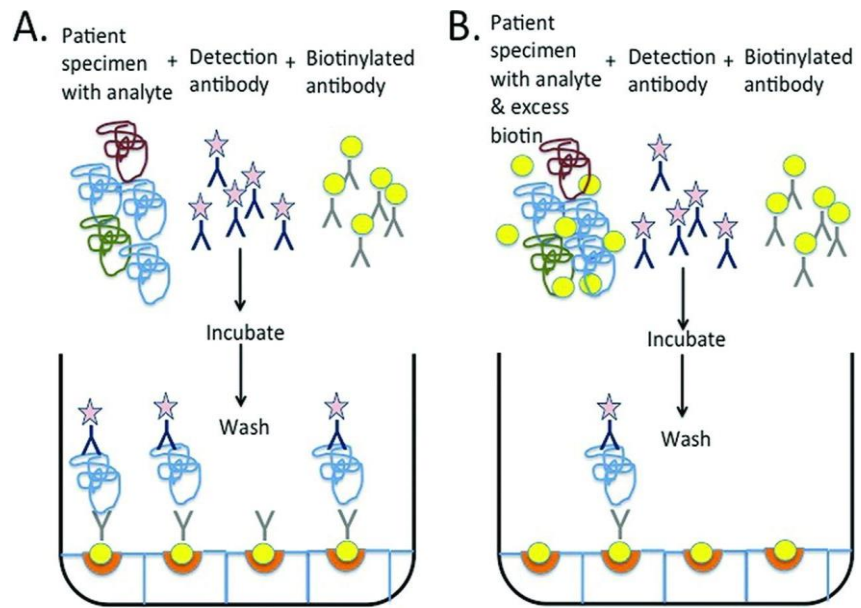 A.
Patient
specimen
with analyte
+
Detection
antibody
+
Biotinylated
antibody
Incubate
Wash
B.
Patient
specimen
with analyte
& excess
biotin
+
Detection
antibody
+
Biotinylated
antibody
Incubate
Wash